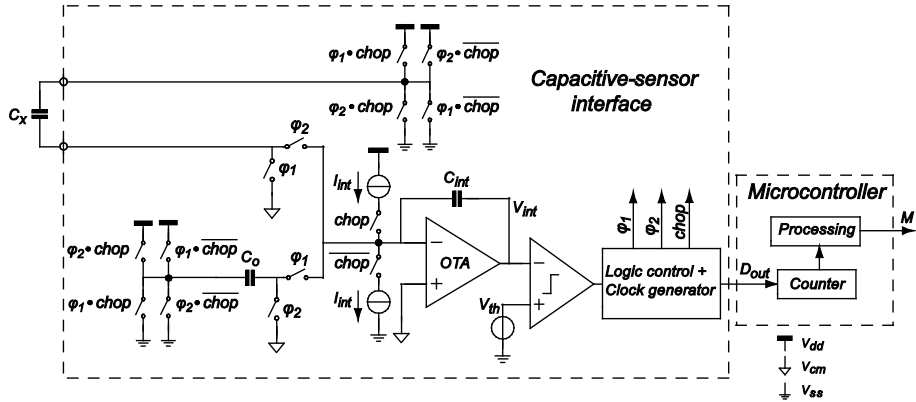 φ1•chop
φ2•chop̅
Capacitive-sensor
interface
φ2•chop
φ1•chop̅
Cx
φ2
φ1
Iint
chop
Cint
Vint
chop̅
OTA
Iint
φ2•chop
φ1•chop̅
Co
φ1
φ1•chop
φ2•chop̅
φ2
Vth
φ1
φ2
chop
Logic control +
Clock generator
Dout
Microcontroller
Processing
M
Counter
Vdd
Vcm
Vss